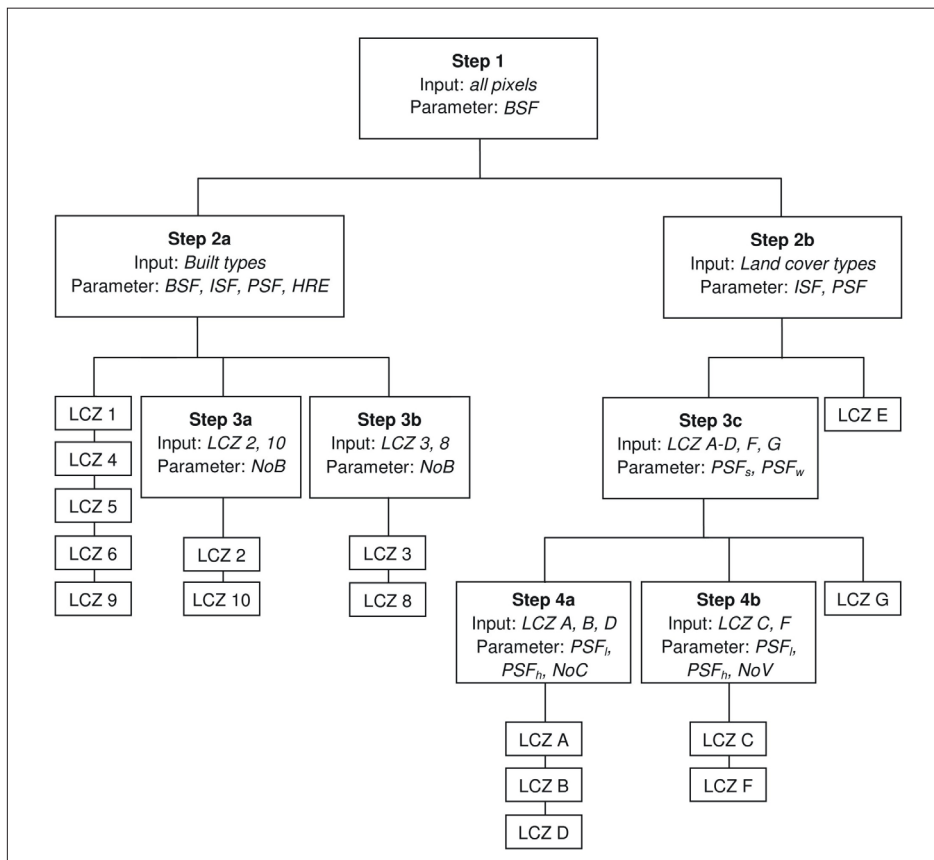 Step 1
Input: all pixels
Parameter: BSF
Step 2a
Input: Built types
Parameter: BSF, ISF, PSF, HRE
Step 2b
Input: Land cover types
Parameter: ISF, PSF
LCZ 1
LCZ 4
LCZ 5
LCZ 6
LCZ 9
Step 3a
Input: LCZ 2, 10
Parameter: NoB
LCZ 2
LCZ 10
Step 3b
Input: LCZ 3, 8
Parameter: NoB
LCZ 3
LCZ 8
Step 3c
Input: LCZ A-D, F, G
Parameter: PSFs, PSFw
LCZ E
Step 4a
Input: LCZ A, B, D
Parameter: PSFl,
PSFh, NoC
LCZ A
LCZ B
LCZ D
Step 4b
Input: LCZ C, F
Parameter: PSFl,
PSFh, NoV
LCZ C
LCZ F
LCZ G